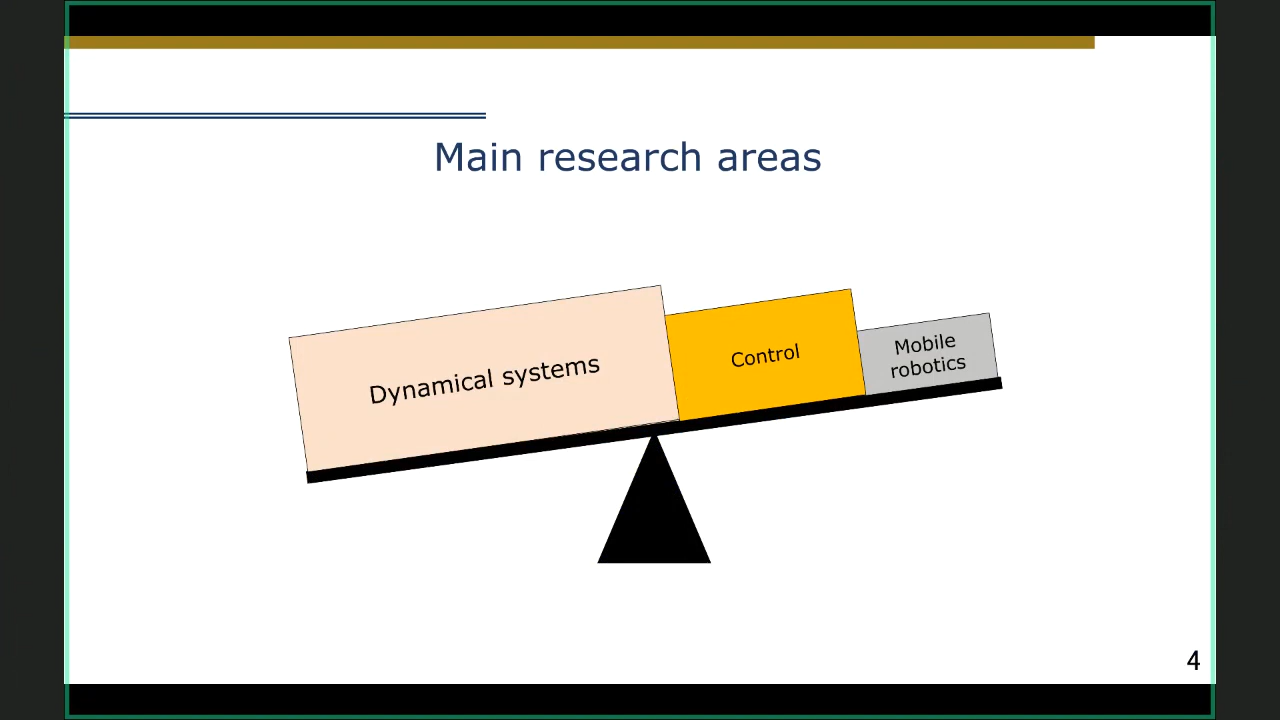 Main research areas
Dynamical systems
Control
Mobile
robotics
4